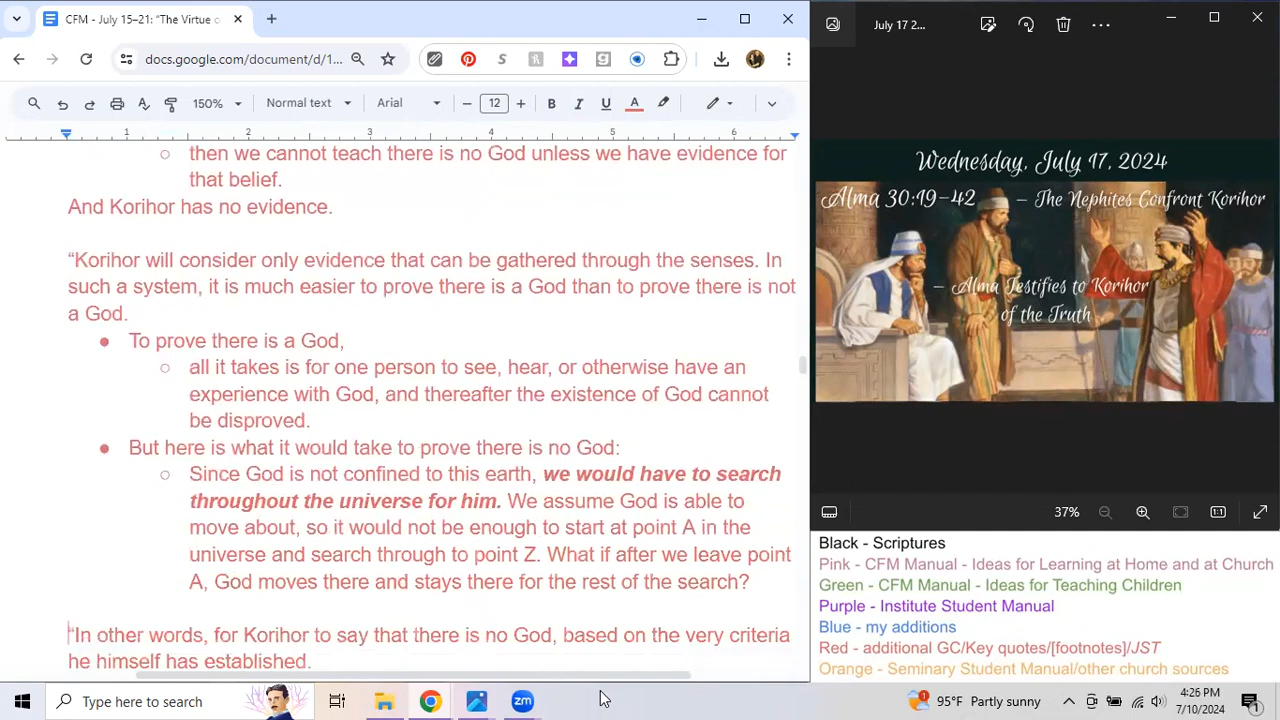 CFM - July 15–21: "The Virtue o
docs.google.com/document/d/1...
150%
Normal text
Arial
12
B I U A
1 2 3 4 5 6
then we cannot teach there is no God unless we have evidence for
that belief.
And Korihor has no evidence.
“Korihor will consider only evidence that can be gathered through the senses. In
such a system, it is much easier to prove there is a God than to prove there is not
a God.
To prove there is a God,
all it takes is for one person to see, hear, or otherwise have an
experience with God, and thereafter the existence of God cannot
be disproved.
But here is what it would take to prove there is no God:
Since God is not confined to this earth, we would have to search
throughout the universe for him. We assume God is able to
move about, so it would not be enough to start at point A in the
universe and search through to point Z. What if after we leave point
A, God moves there and stays there for the rest of the search?
“In other words, for Korihor to say that there is no God, based on the very criteria
he himself has established.
July 17 2...
Wednesday, July 17, 2024
Alma 30:19–42 – The Nephites Confront Korihor
– Alma Testifies to Korihor
of the Truth
37%
Black - Scriptures
Pink - CFM Manual - Ideas for Learning at Home and at Church
Green - CFM Manual - Ideas for Teaching Children
Purple - Institute Student Manual
Blue - my additions
Red - additional GC/Key quotes/[footnotes]/JST
Orange - Seminary Student Manual/other church sources
Type here to search
zm
95°F Partly sunny
4:26 PM
7/10/2024